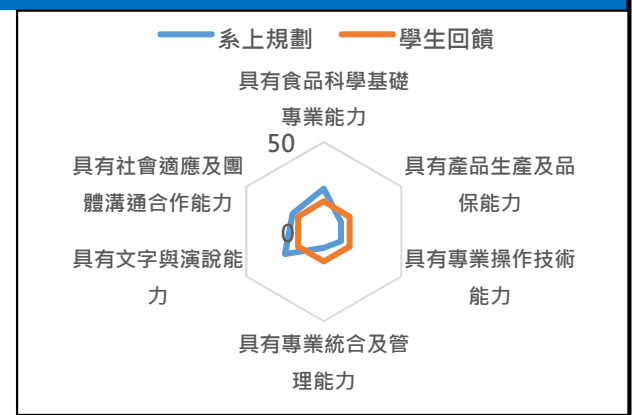 系上規劃 學生回饋
具有食品科學基礎
專業能力
50
具有社會適應及團
體溝通合作能力
具有產品生產及品
保能力
0
具有文字與演說能
力
具有專業操作技術
能力
具有專業統合及管
理能力